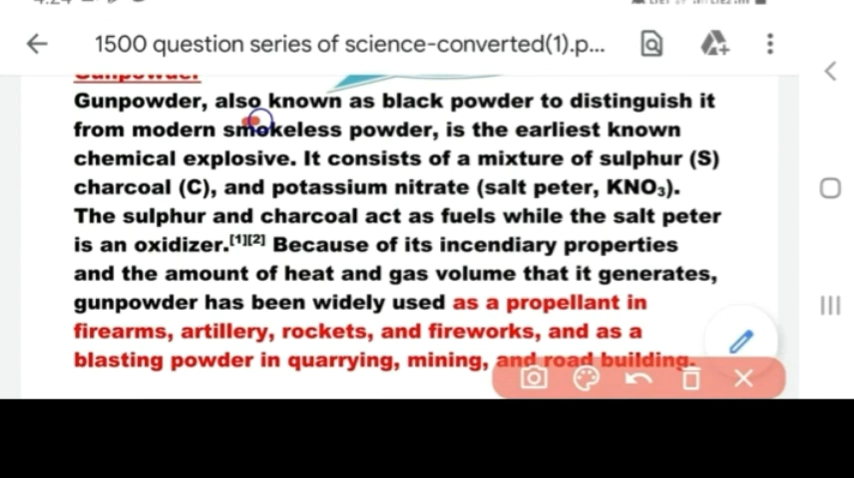 1500 question series of science-converted(1).p...
Gunpowder
Gunpowder, also known as black powder to distinguish it
from modern smokeless powder, is the earliest known
chemical explosive. It consists of a mixture of sulphur (S)
charcoal (C), and potassium nitrate (salt peter, KNO₃).
The sulphur and charcoal act as fuels while the salt peter
is an oxidizer.[1][2] Because of its incendiary properties
and the amount of heat and gas volume that it generates,
gunpowder has been widely used as a propellant in
firearms, artillery, rockets, and fireworks, and as a
blasting powder in quarrying, mining, and road building.